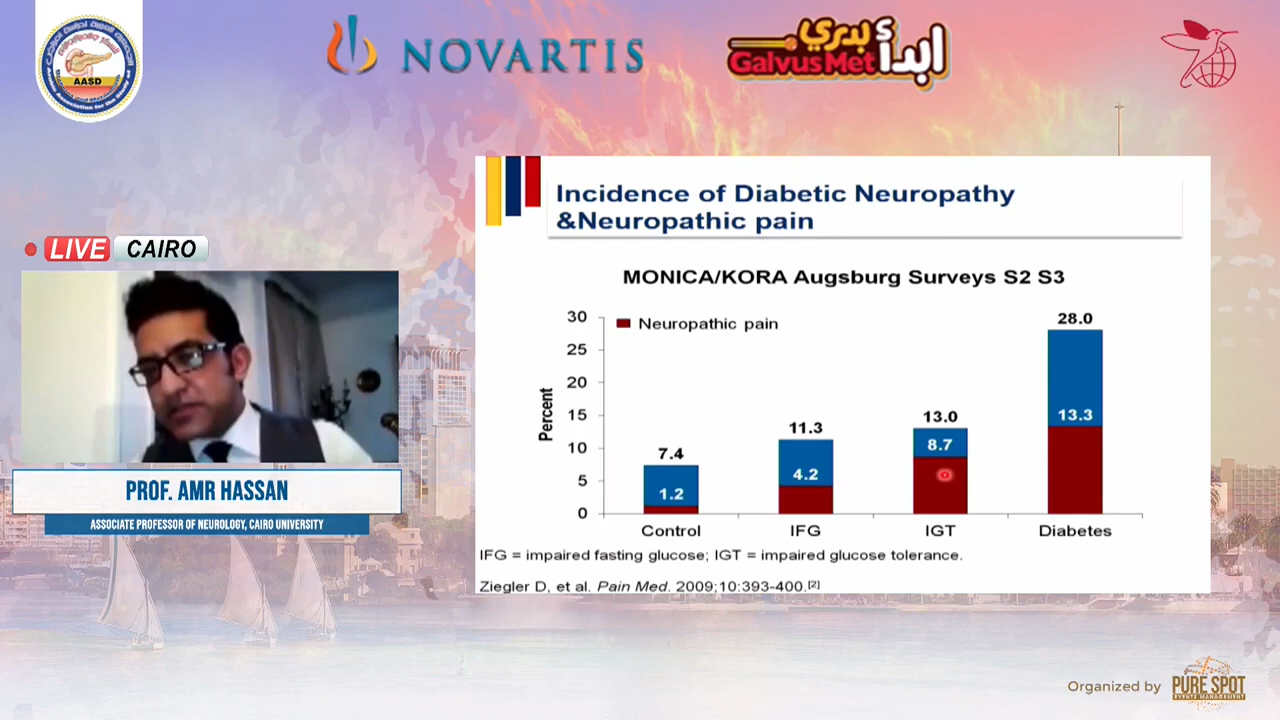 AASD
NOVARTIS
ابدأ بدري
GalvusMet
LIVE CAIRO
PROF. AMR HASSAN
ASSOCIATE PROFESSOR OF NEUROLOGY, CAIRO UNIVERSITY
Incidence of Diabetic Neuropathy
&Neuropathic pain
MONICA/KORA Augsburg Surveys S2 S3
Neuropathic pain
Percent
30
25
20
15
10
5
0
7.4
1.2
11.3
4.2
13.0
8.7
28.0
13.3
Control IFG IGT Diabetes
IFG = impaired fasting glucose; IGT = impaired glucose tolerance.
Ziegler D, et al. Pain Med. 2009;10:393-400.[2]
Organized by PURE SPOT
EVENTS MANAGEMENT